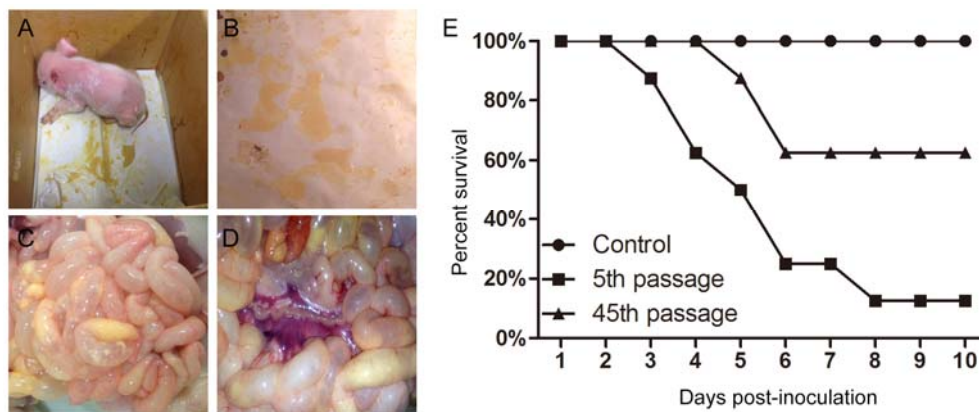 A
B
C
D
E
Percent survival
100%
80%
60%
40%
20%
0%
Control
5th passage
45th passage
1 2 3 4 5 6 7 8 9 10
Days post-inoculation